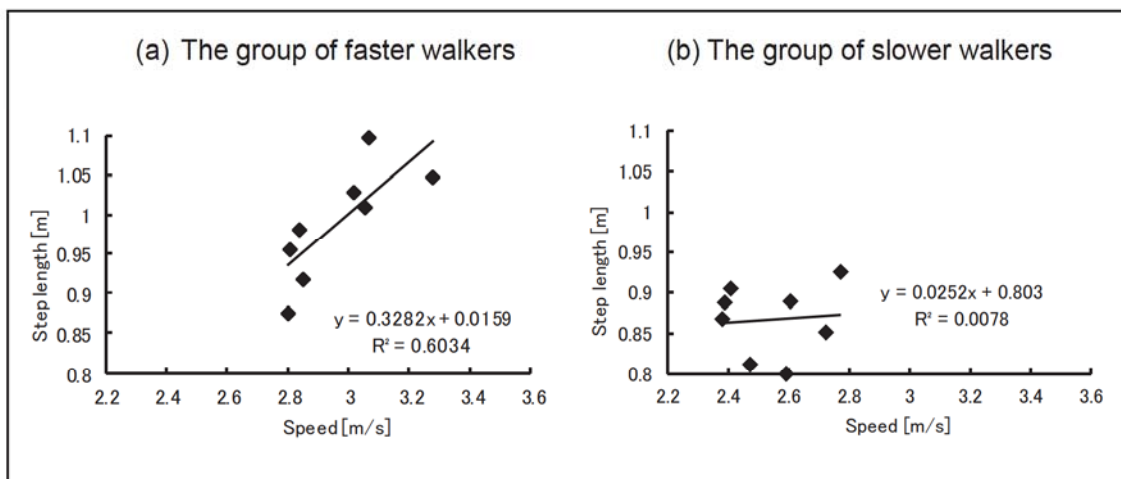 (a) The group of faster walkers
Step length [m]
1.1
1.05
1
0.95
0.9
0.85
0.8
y = 0.3282x + 0.0159
R² = 0.6034
2.2 2.4 2.6 2.8 3 3.2 3.4 3.6
Speed [m/s]
(b) The group of slower walkers
Step length [m]
1.1
1.05
1
0.95
0.9
0.85
0.8
y = 0.0252x + 0.803
R² = 0.0078
2.2 2.4 2.6 2.8 3 3.2 3.4 3.6
Speed [m/s]